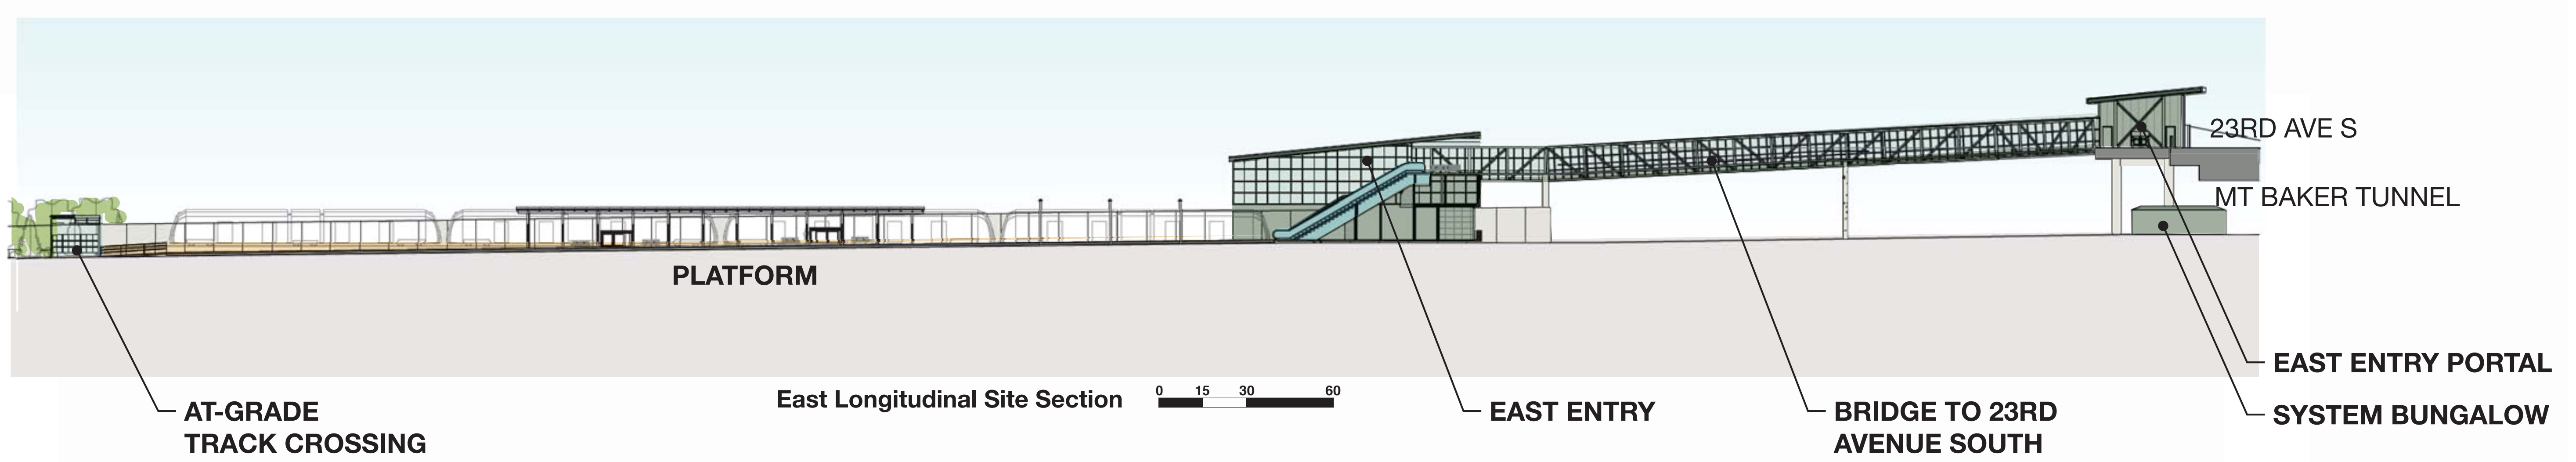 23RD AVE S
MT BAKER TUNNEL
PLATFORM
EAST ENTRY PORTAL
East Longitudinal Site Section 0 15 30 60
AT-GRADE
TRACK CROSSING
EAST ENTRY
BRIDGE TO 23RD
AVENUE SOUTH
SYSTEM BUNGALOW